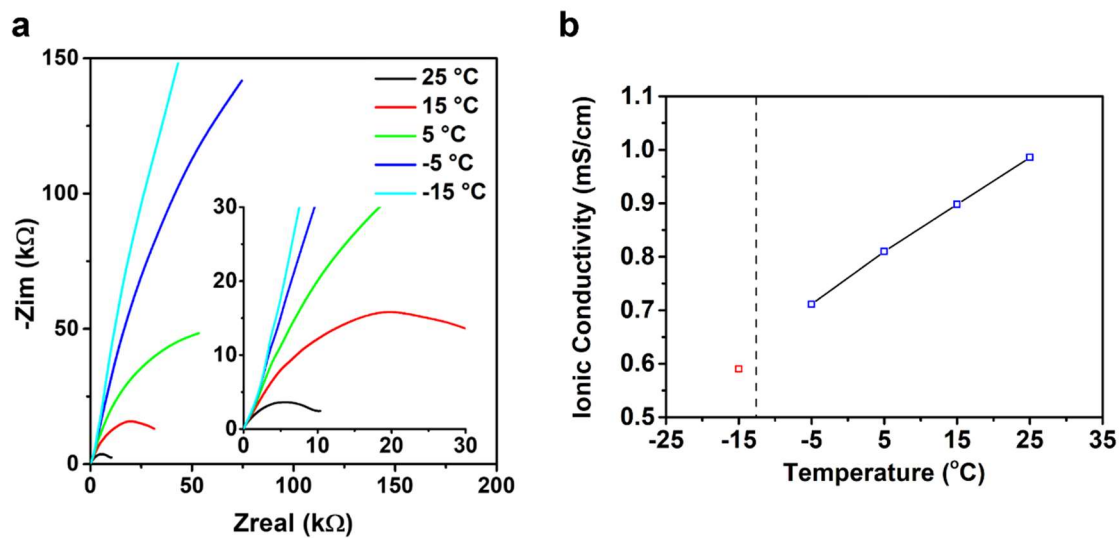 a
150
100
50
0
-Zim (kΩ)
0
50
100
150
200
Zreal (kΩ)
25 °C
15 °C
5 °C
-5 °C
-15 °C
30
25
15
10
0
0
10
20
30
b
Ionic Conductivity (mS/cm)
1.1
1.0
0.9
0.8
0.7
0.6
0.5
-25
-15
-5
5
15
25
35
Temperature (°C)